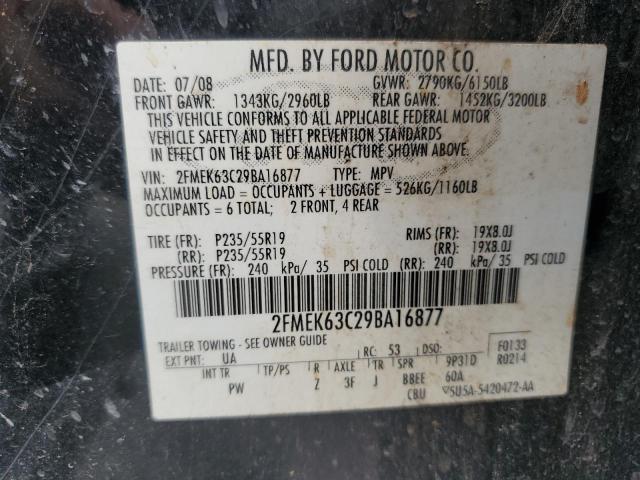 MFD. BY FORD MOTOR CO.
DATE: 07/08 GVWR: 2790KG/6150LB
FRONT GAWR: 1343KG/2960LB REAR GAWR: 1452KG/3200LB
THIS VEHICLE CONFORMS TO ALL APPLICABLE FEDERAL MOTOR
VEHICLE SAFETY AND THEFT PREVENTION STANDARDS
IN EFFECT ON THE DATE OF MANUFACTURE SHOWN ABOVE.
VIN: 2FMEK63C29BA16877 TYPE: MPV
MAXIMUM LOAD = OCCUPANTS + LUGGAGE = 526KG/1160LB
OCCUPANTS = 6 TOTAL; 2 FRONT, 4 REAR
TIRE (FR): P235/55R19 RIMS (FR): 19X8.0J
(RR): P235/55R19 (RR): 19X8.0J
PRESSURE (FR): 240 kPa/ 35 PSI COLD (RR): 240 kPa/ 35 PSI COLD
2FMEK63C29BA16877
TRAILER TOWING - SEE OWNER GUIDE
F0133
EXT PNT: UA RC: 53 DSO: R0214
INT TR TP/PS R AXLE TR SPR 9P31D
PW Z 3F J BBEE 60A
CBU ▽5U5A-5420472-AA